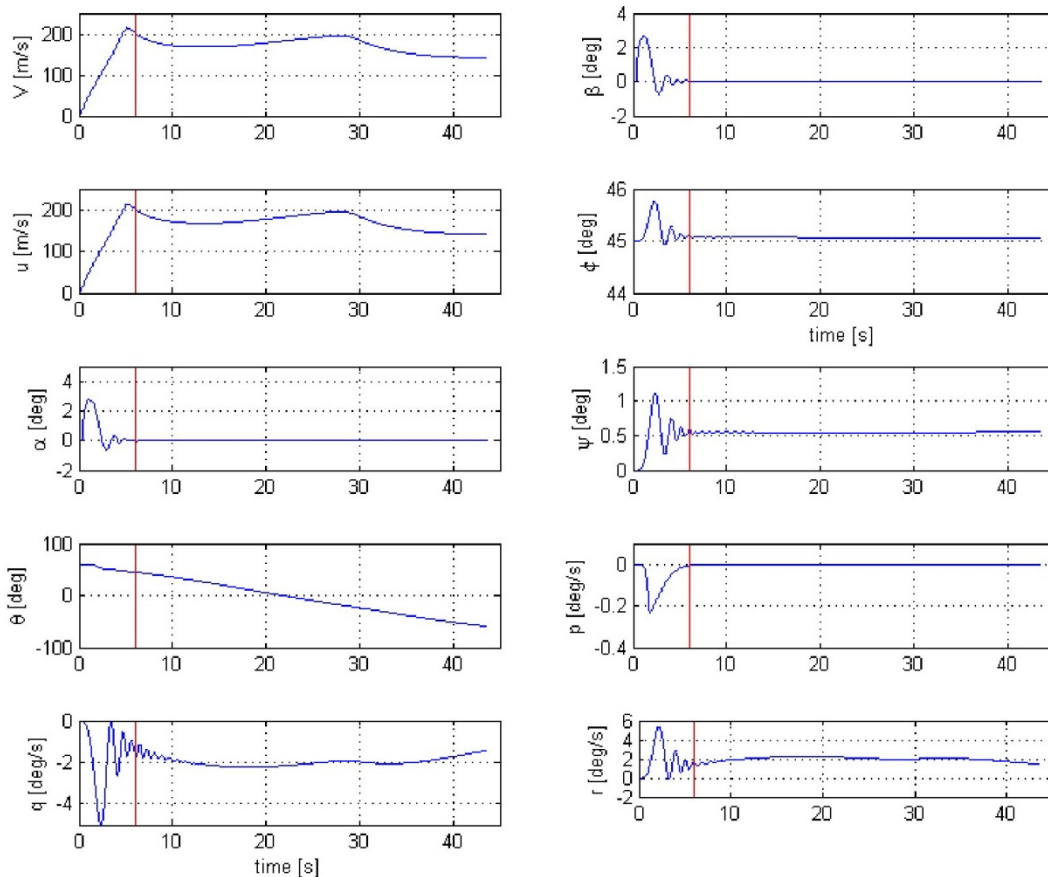 V [m/s]
200
100
0
0 10 20 30 40
β [deg]
4
2
0
-2
0 10 20 30 40
u [m/s]
200
100
0
0 10 20 30 40
ϕ [deg]
46
45
44
0 10 20 30 40
time [s]
α [deg]
4
2
0
-2
0 10 20 30 40
ψ [deg]
1.5
1
0.5
0
0 10 20 30 40
θ [deg]
100
0
-100
0 10 20 30 40
p [deg/s]
0
-0.2
-0.4
0 10 20 30 40
q [deg/s]
0
-2
-4
0 10 20 30 40
time [s]
r [deg/s]
6
4
2
0
-2
0 10 20 30 40